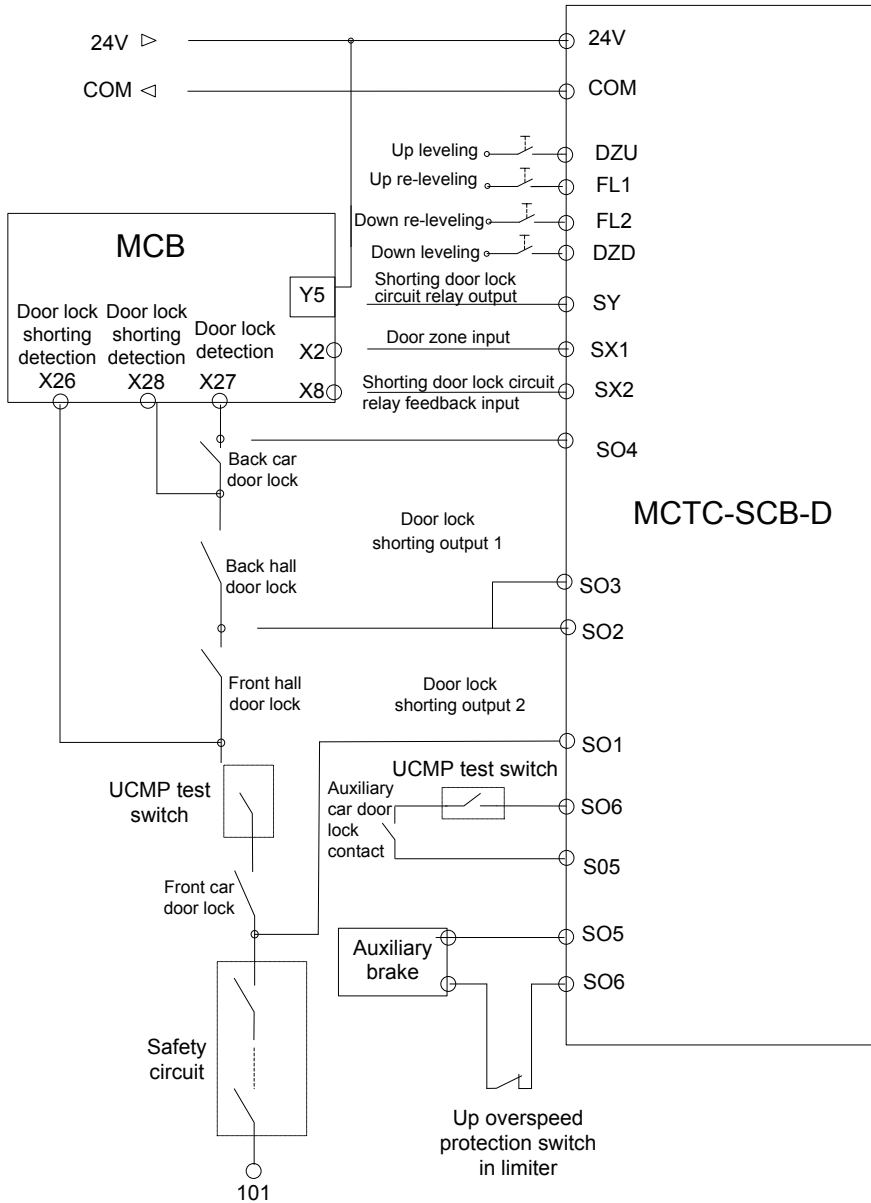 24V
24V
COM
COM
Up leveling
DZU
Up re-leveling
FL1
Down re-leveling
FL2
Down leveling
DZD
MCB
Y5
Shorting door lock
circuit relay output
SY
Door lock
shorting
detection
X26
Door lock
shorting
detection
X28
Door lock
detection
X27
X2
Door zone input
SX1
X8
Shorting door lock circuit
relay feedback input
SX2
SO4
Back car
door lock
MCTC-SCB-D
Door lock
shorting output 1
Back hall
door lock
SO3
SO2
Front hall
door lock
Door lock
shorting output 2
SO1
UCMP test
switch
UCMP test switch
Auxiliary
car door
lock
contact
SO6
S05
Front car
door lock
Auxiliary
brake
SO5
SO6
Safety
circuit
Up overspeed
protection switch
in limiter
101